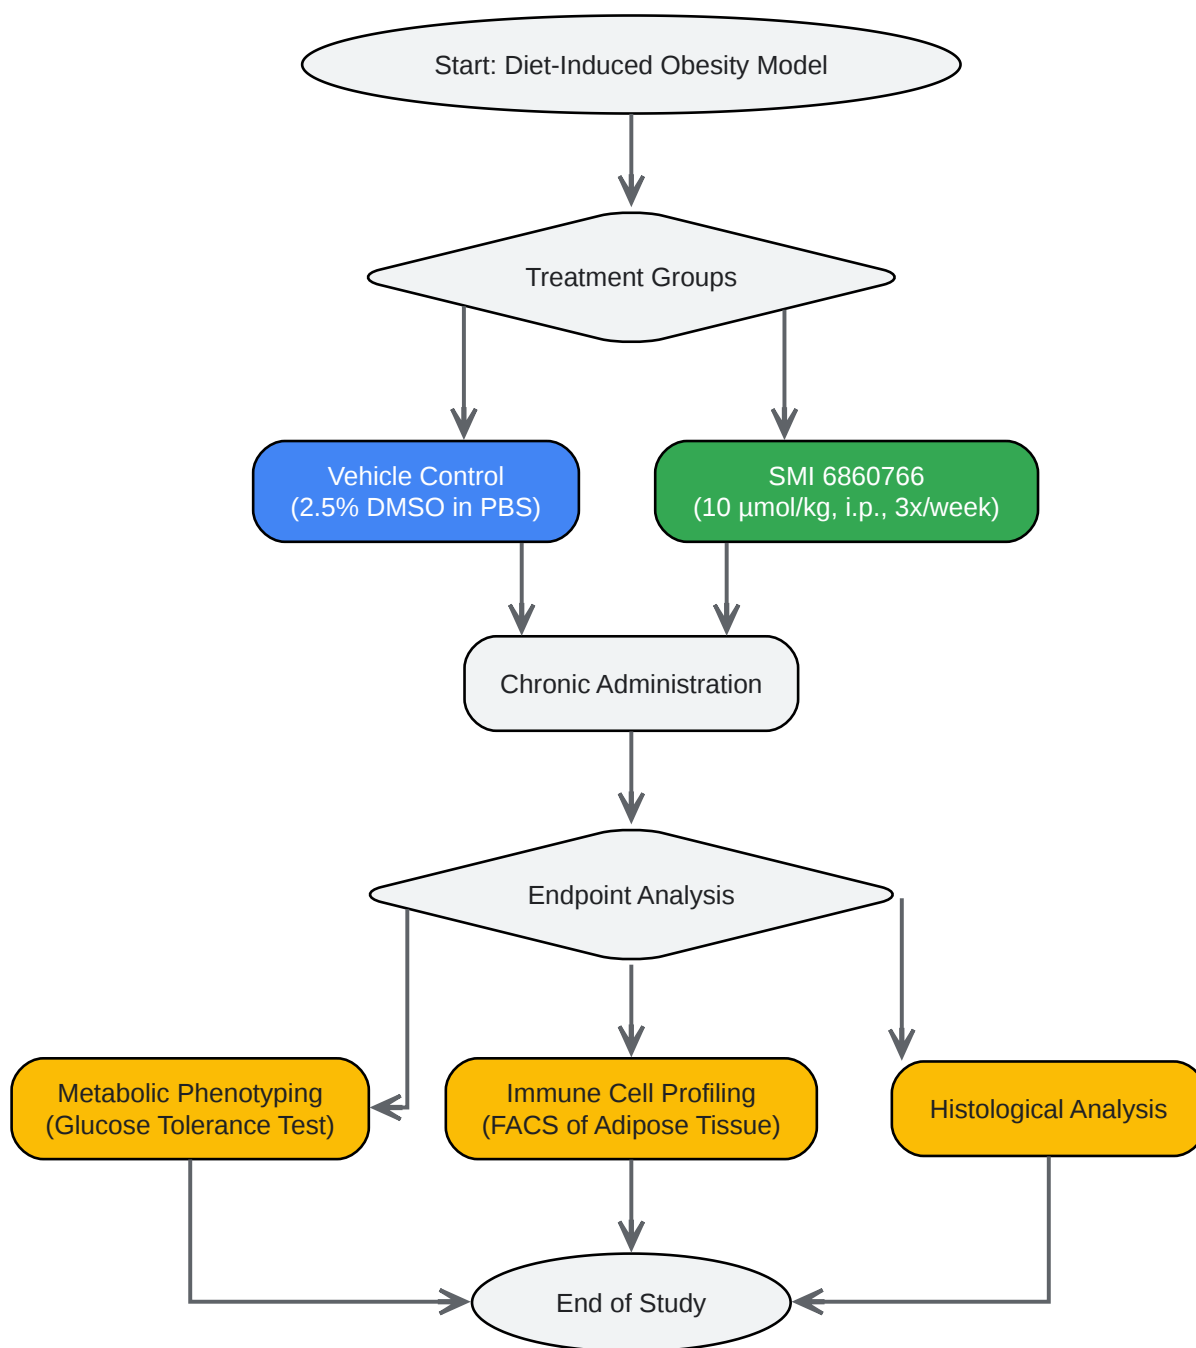 Start: Diet-Induced Obesity Model
Treatment Groups
Vehicle Control
(2.5% DMSO in PBS)
SMI 6860766
(10 µmol/kg, i.p., 3x/week)
Chronic Administration
Endpoint Analysis
Metabolic Phenotyping
(Glucose Tolerance Test)
Immune Cell Profiling
(FACS of Adipose Tissue)
Histological Analysis
End of Study